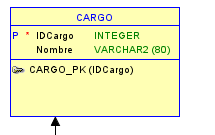 CARGO
P * IDCargo INTEGER
Nombre VARCHAR2 (80)
CARGO_PK (IDCargo)